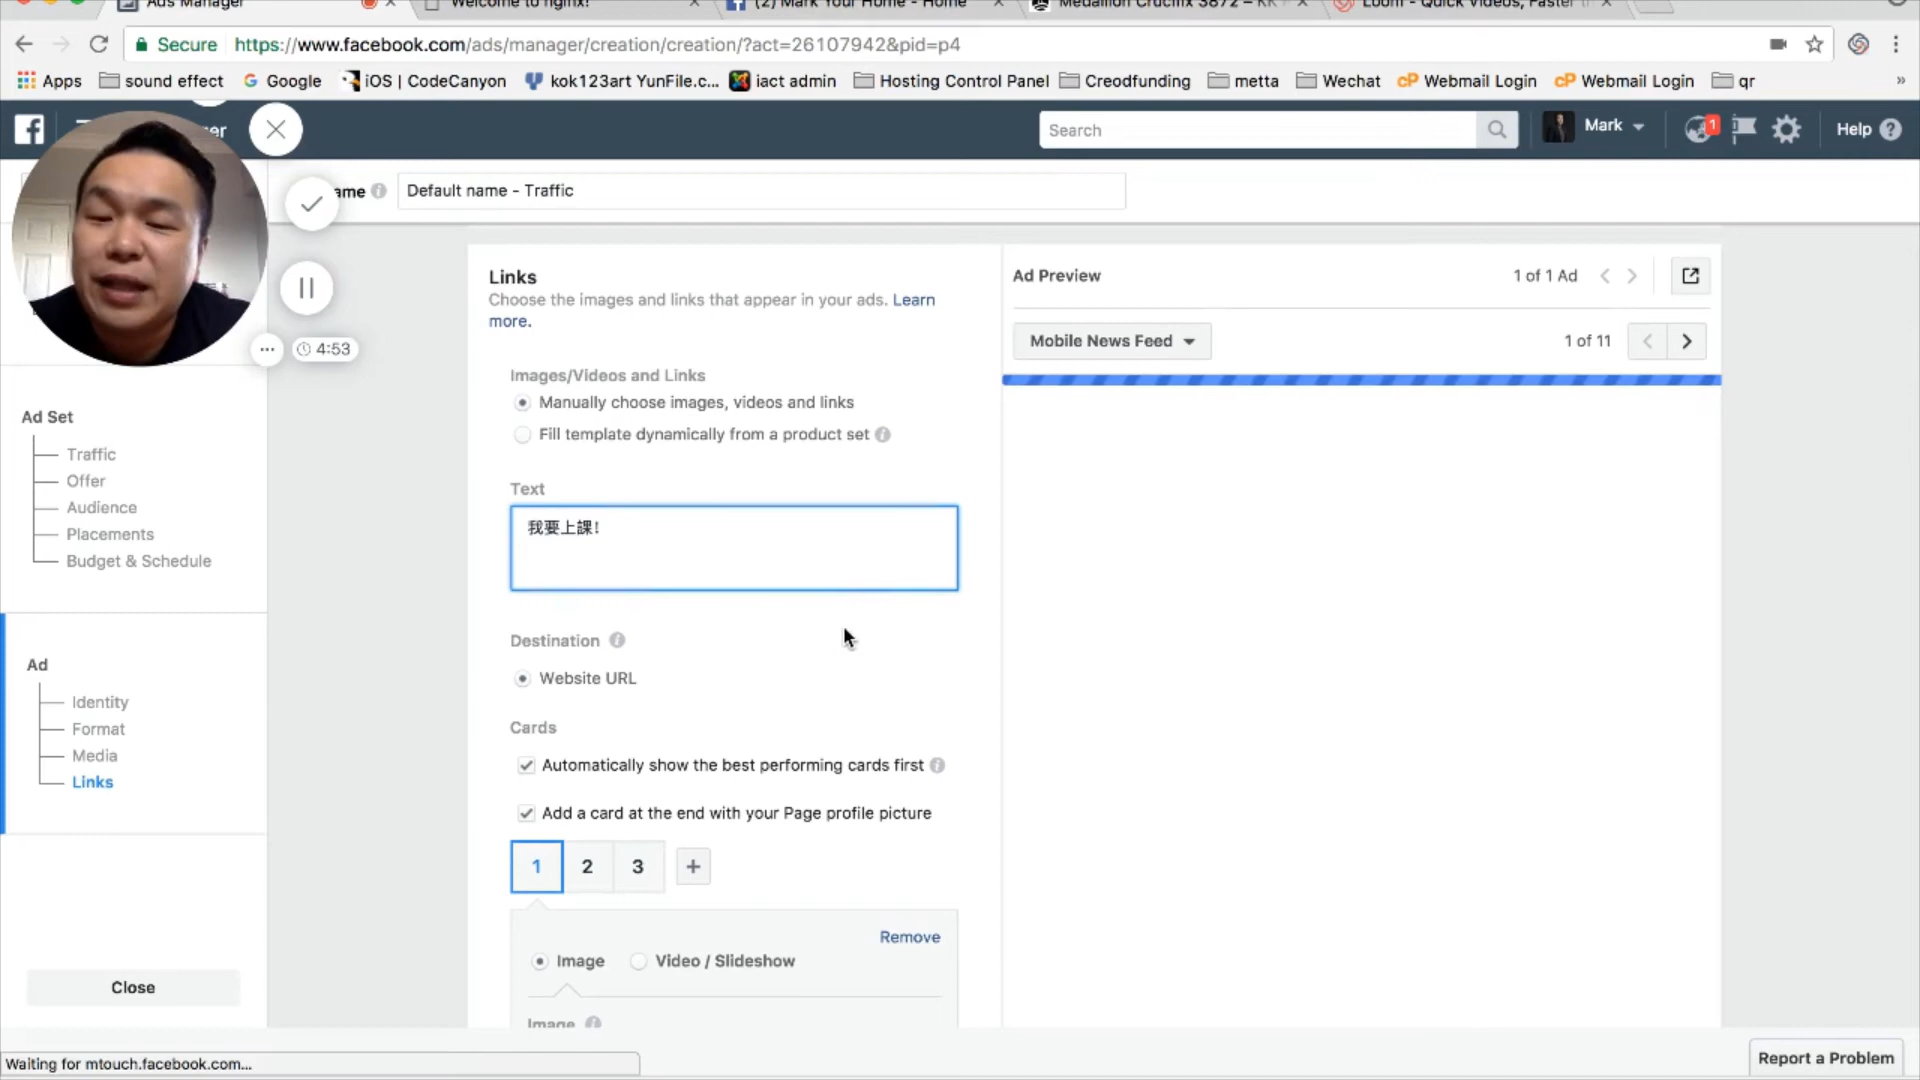 Ads Manager
Welcome to nginx!
(2) Mark Your Home - Home
Medallion Crucifix 3872 – KK
Loom - Quick Videos, Faster
Secure
https://www.facebook.com/ads/manager/creation/creation/?act=26107942&pid=p4
Apps
sound effect
Google
iOS | CodeCanyon
kok123art YunFile.c...
iact admin
Hosting Control Panel
Creodfunding
metta
Wechat
cP Webmail Login
cP Webmail Login
qr
»
Search
Mark
1
Help
ame
Default name - Traffic
4:53
Ad Set
Traffic
Offer
Audience
Placements
Budget & Schedule
Ad
Identity
Format
Media
Links
Close
Links
Choose the images and links that appear in your ads. Learn
more.
Images/Videos and Links
Manually choose images, videos and links
Fill template dynamically from a product set
Text
我要上課!
Destination
Website URL
Cards
Automatically show the best performing cards first
Add a card at the end with your Page profile picture
1
2
3
+
Remove
Image
Video / Slideshow
Image
Ad Preview
1 of 1 Ad
Mobile News Feed
1 of 11
Waiting for mtouch.facebook.com...
Report a Problem